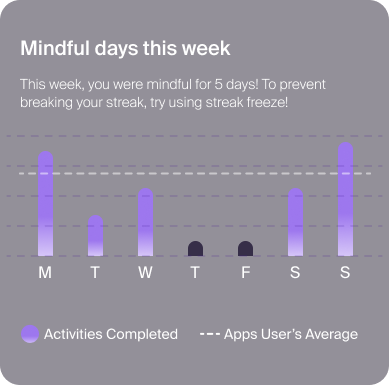 Mindful days this week
This week, you were mindful for 5 days! To prevent
breaking your streak, try using streak freeze!
M T W T F S S
Activities Completed Apps User's Average